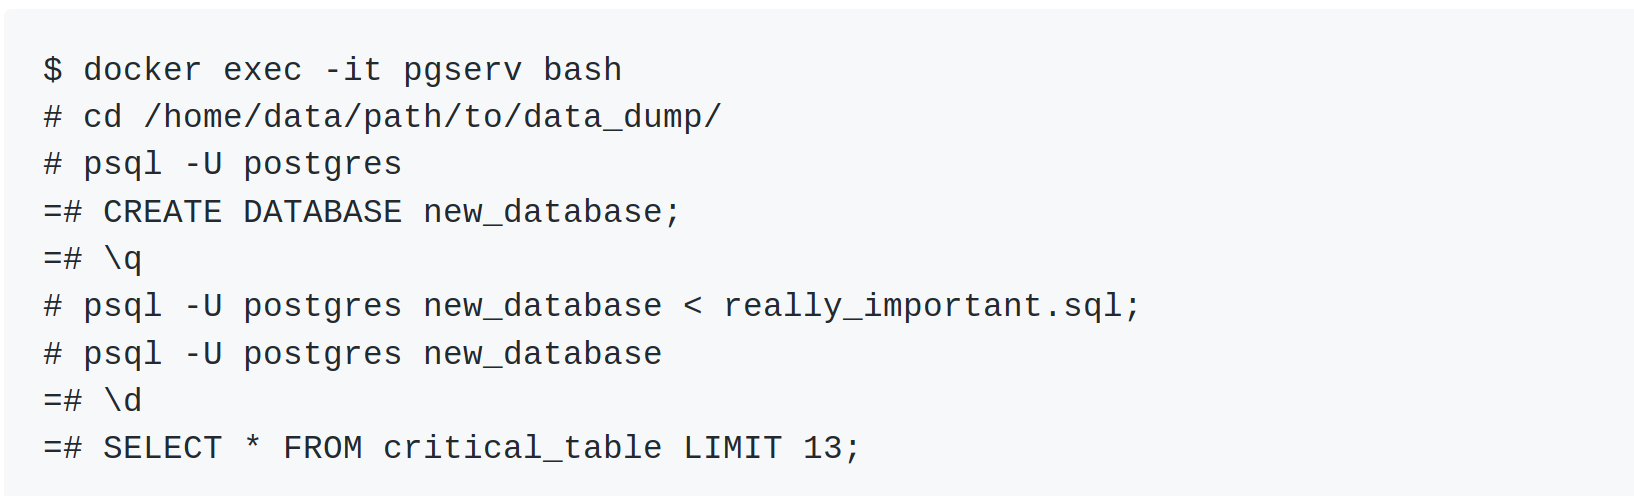 $ docker exec -it pgserv bash
# cd /home/data/path/to/data_dump/
# psql -U postgres
=# CREATE DATABASE new_database;
=# \q
# psql -U postgres new_database < really_important.sql;
# psql -U postgres new_database
=# \d
=# SELECT * FROM critical_table LIMIT 13;